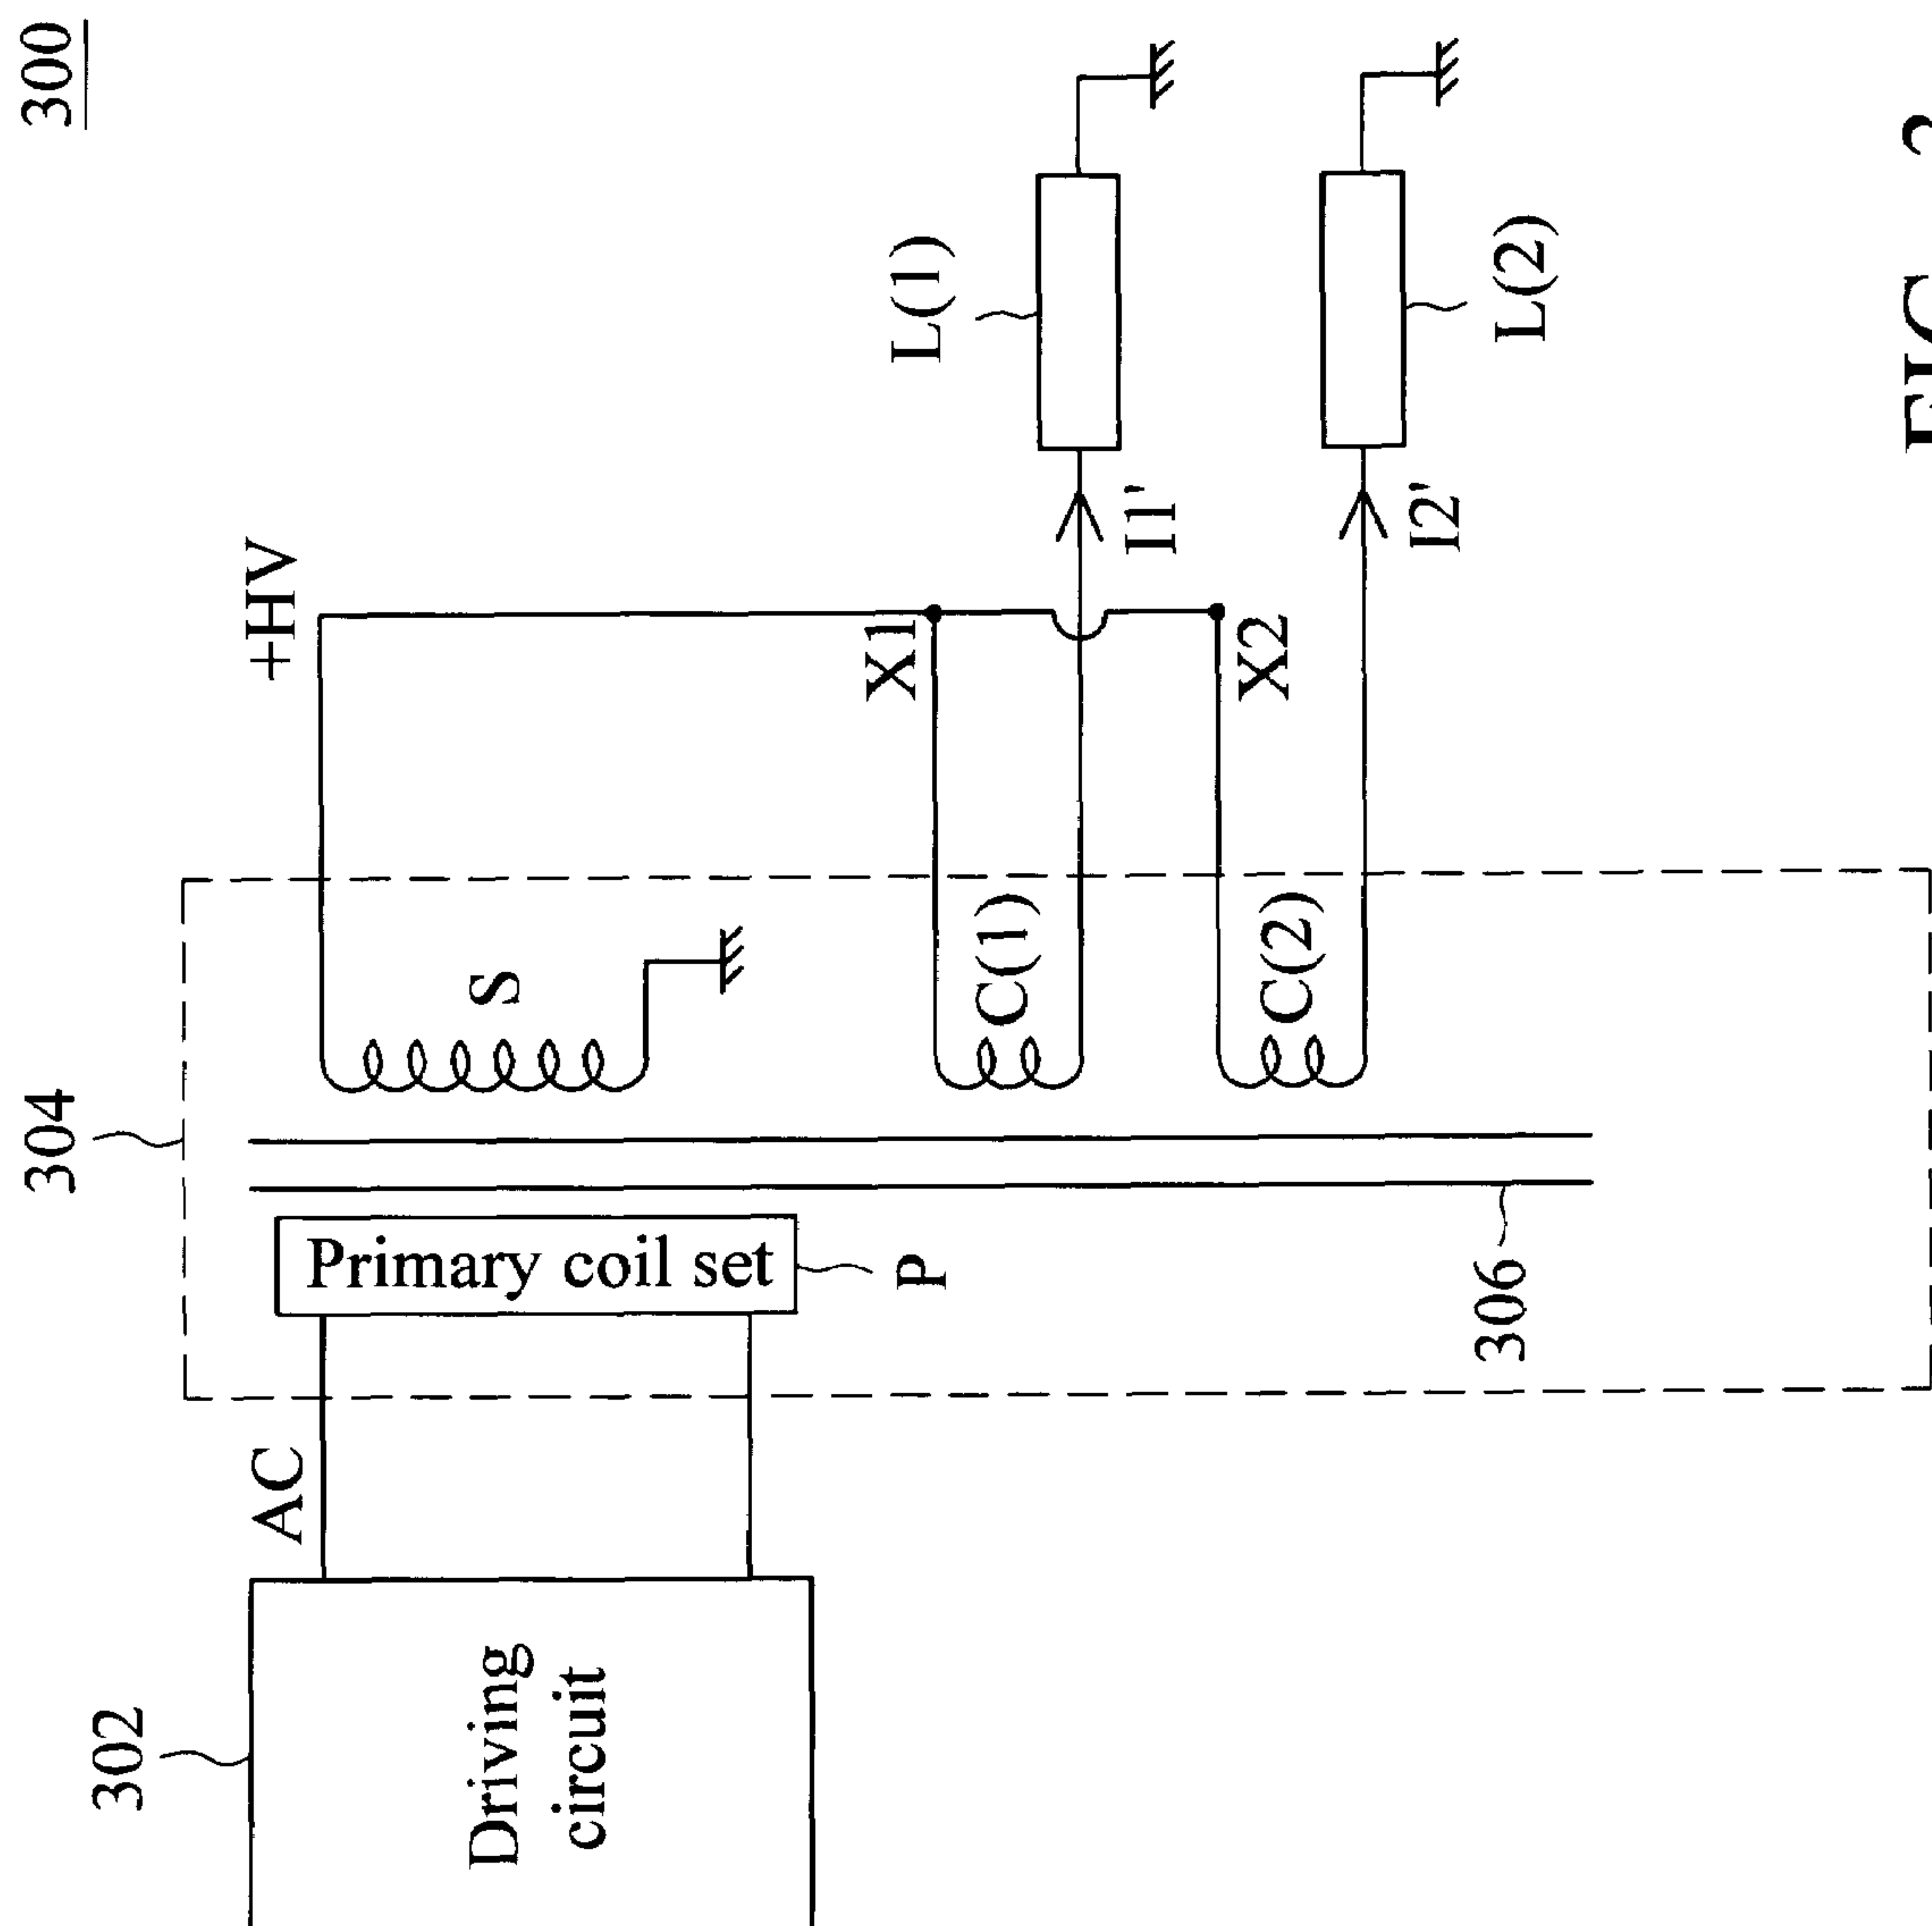 300
304
302
+HV
AC
S
Driving
circuit
Primary coil set
P
X1
C(1)
L(1)
I1'
X2
C(2)
I2'
L(2)
306